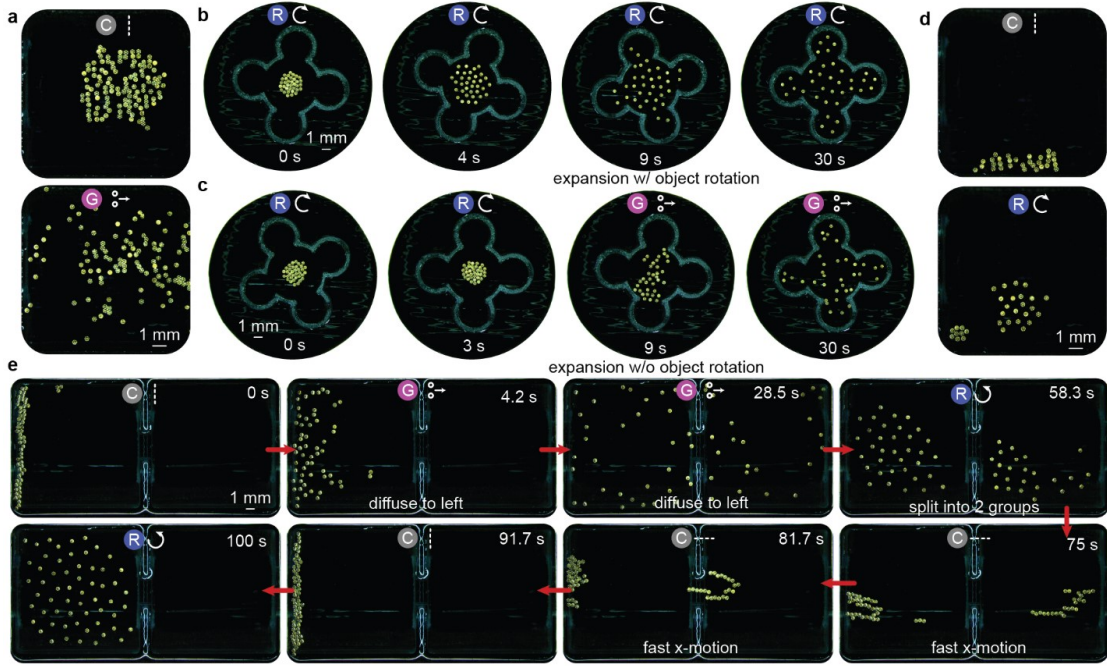 a
C
G
1 mm
b
R
R
R
R
1 mm
0 s
4 s
9 s
30 s
expansion w/ object rotation
c
R
R
G
G
1 mm
0 s
3 s
9 s
30 s
expansion w/o object rotation
d
C
R
1 mm
e
C
0 s
1 mm
G
4.2 s
diffuse to left
G
28.5 s
diffuse to left
R
58.3 s
split into 2 groups
R
100 s
C
91.7 s
C
81.7 s
fast x-motion
C
75 s
fast x-motion